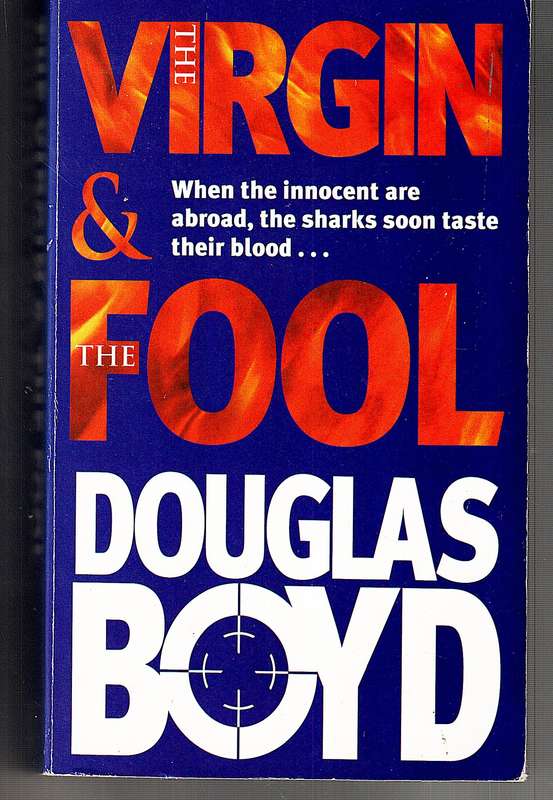 THE
VIRGIN
&
When the innocent are
abroad, the sharks soon taste
their blood...
THE
FOOL
DOUGLAS
BOYD